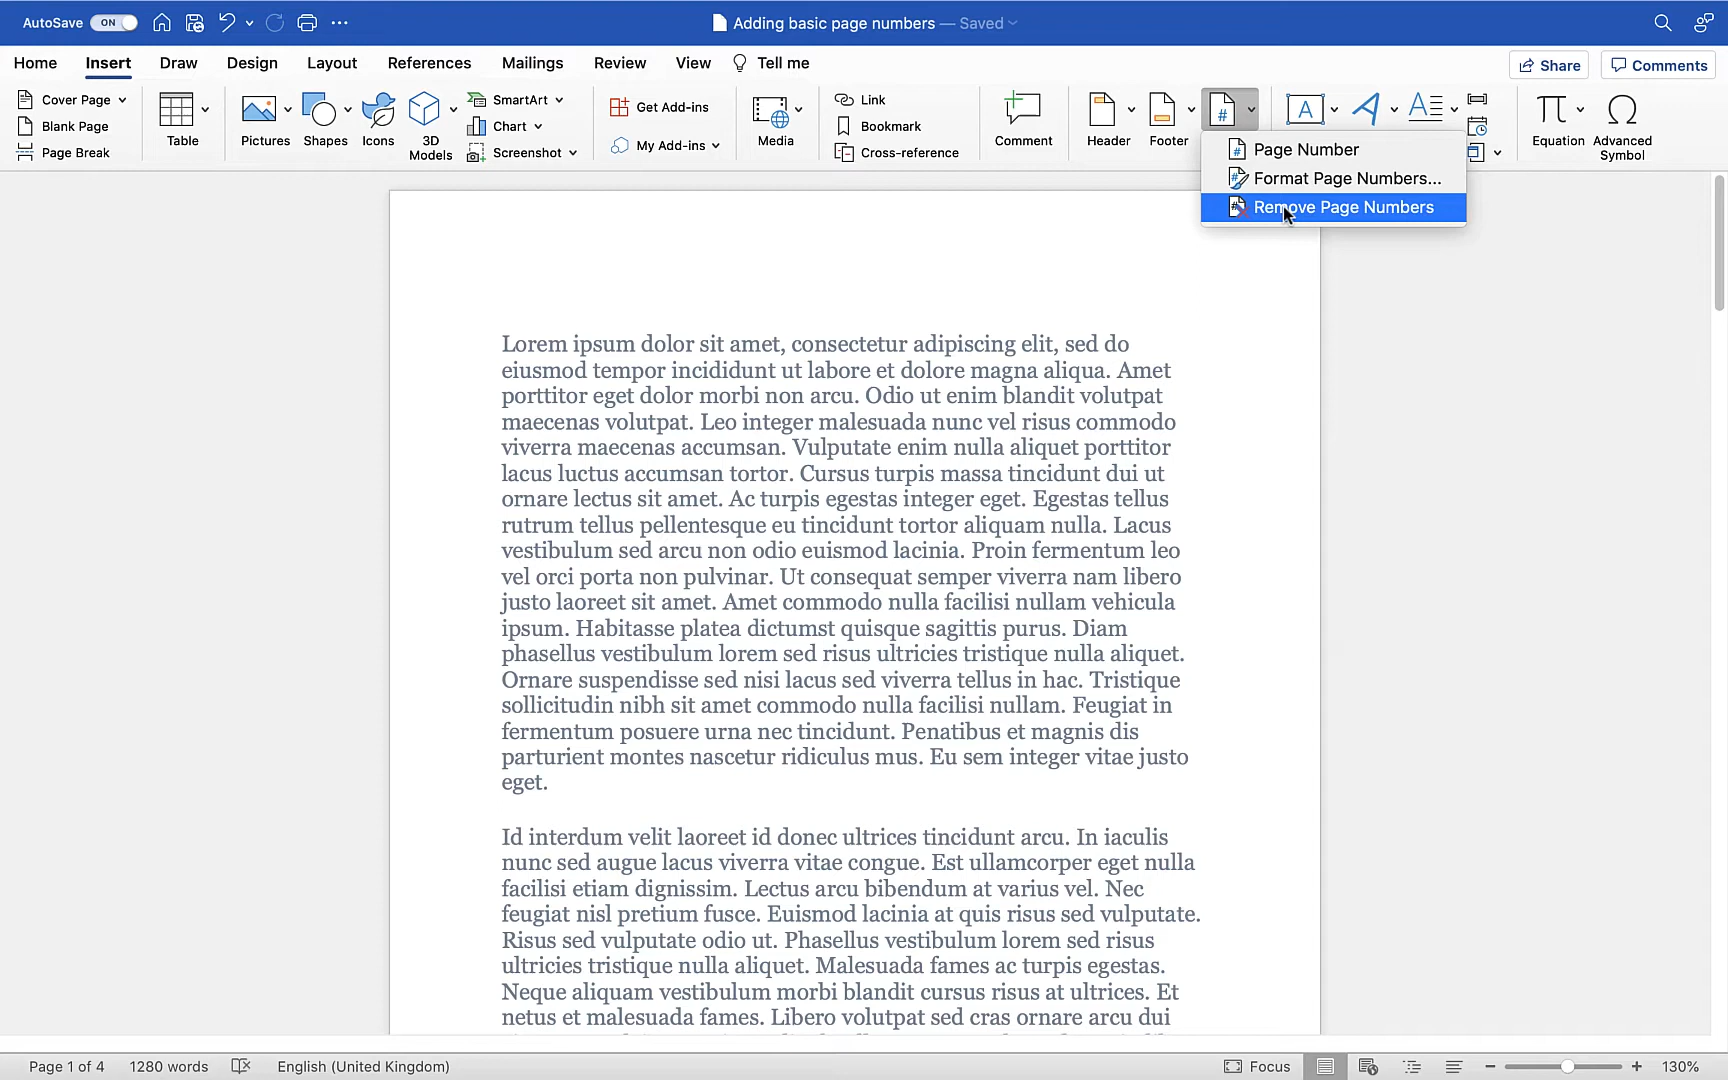 AutoSave ON
Adding basic page numbers — Saved
Home Insert Draw Design Layout References Mailings Review View Tell me
Share Comments
Cover Page
Blank Page
Page Break
Table
Pictures
Shapes
Icons
3D
Models
SmartArt
Chart
Screenshot
Get Add-ins
My Add-ins
Media
Link
Bookmark
Cross-reference
Comment
Header
Footer
Equation
Advanced
Symbol
Page Number
Format Page Numbers...
Remove Page Numbers
Lorem ipsum dolor sit amet, consectetur adipiscing elit, sed do
eiusmod tempor incididunt ut labore et dolore magna aliqua. Amet
porttitor eget dolor morbi non arcu. Odio ut enim blandit volutpat
maecenas volutpat. Leo integer malesuada nunc vel risus commodo
viverra maecenas accumsan. Vulputate enim nulla aliquet porttitor
lacus luctus accumsan tortor. Cursus turpis massa tincidunt dui ut
ornare lectus sit amet. Ac turpis egestas integer eget. Egestas tellus
rutrum tellus pellentesque eu tincidunt tortor aliquam nulla. Lacus
vestibulum sed arcu non odio euismod lacinia. Proin fermentum leo
vel orci porta non pulvinar. Ut consequat semper viverra nam libero
justo laoreet sit amet. Amet commodo nulla facilisi nullam vehicula
ipsum. Habitasse platea dictumst quisque sagittis purus. Diam
phasellus vestibulum lorem sed risus ultricies tristique nulla aliquet.
Ornare suspendisse sed nisi lacus sed viverra tellus in hac. Tristique
sollicitudin nibh sit amet commodo nulla facilisi nullam. Feugiat in
fermentum posuere urna nec tincidunt. Penatibus et magnis dis
parturient montes nascetur ridiculus mus. Eu sem integer vitae justo
eget.
Id interdum velit laoreet id donec ultrices tincidunt arcu. In iaculis
nunc sed augue lacus viverra vitae congue. Est ullamcorper eget nulla
facilisi etiam dignissim. Lectus arcu bibendum at varius vel. Nec
feugiat nisl pretium fusce. Euismod lacinia at quis risus sed vulputate.
Risus sed vulputate odio ut. Phasellus vestibulum lorem sed risus
ultricies tristique nulla aliquet. Malesuada fames ac turpis egestas.
Neque aliquam vestibulum morbi blandit cursus risus at ultrices. Et
netus et malesuada fames. Libero volutpat sed cras ornare arcu dui
Page 1 of 4 1280 words English (United Kingdom) Focus 130%